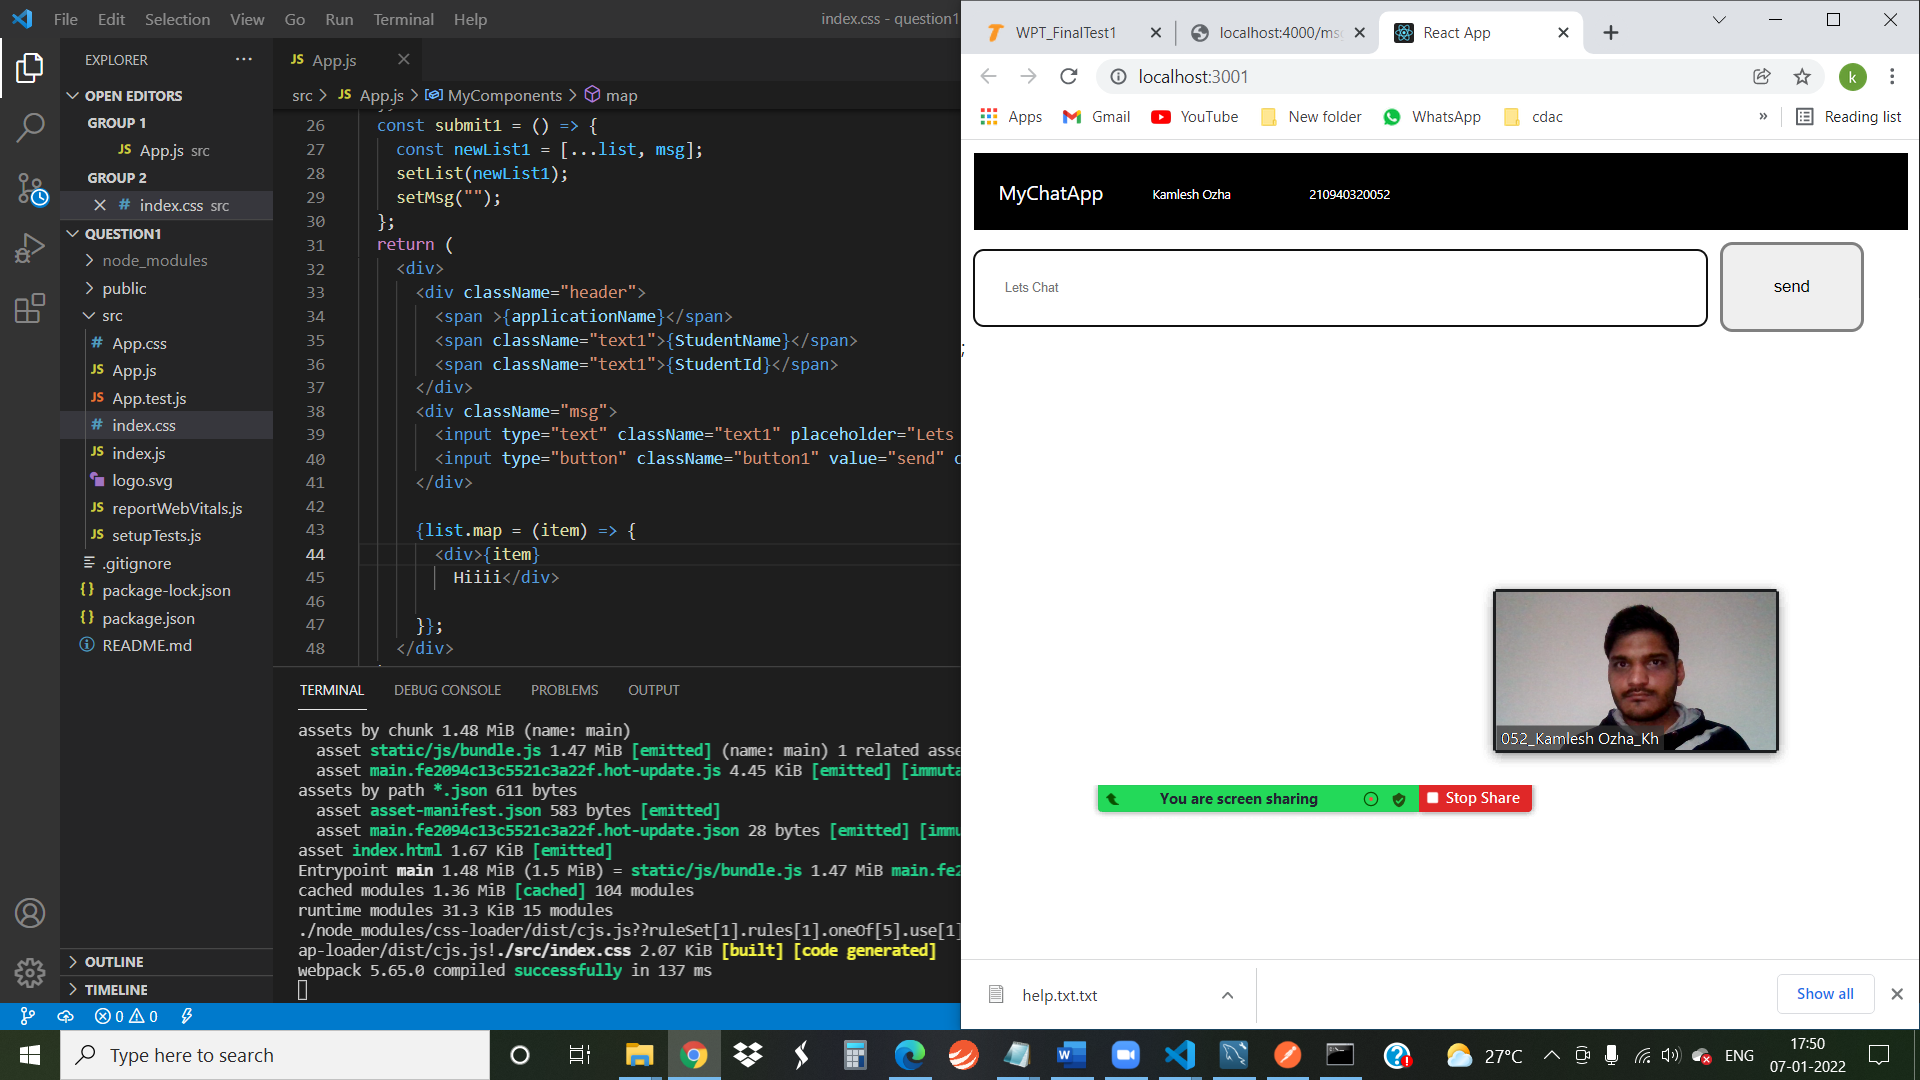 File Edit Selection View Go Run Terminal Help
index.css - question1
EXPLORER
OPEN EDITORS
GROUP 1
JS App.js src
GROUP 2
# index.css src
QUESTION1
node_modules
public
src
# App.css
JS App.js
JS App.test.js
# index.css
JS index.js
logo.svg
JS reportWebVitals.js
JS setupTests.js
.gitignore
{} package-lock.json
{} package.json
README.md
OUTLINE
TIMELINE
JS App.js
src > JS App.js > MyComponents > map
26 const submit1 = () => {
27 const newList1 = [...list, msg];
28 setList(newList1);
29 setMsg("");
30 };
31 return (
32 <div>
33 <div className="header">
34 <span >{applicationName}</span>
35 <span className="text1">{StudentName}</span>
36 <span className="text1">{StudentId}</span>
37 </div>
38 <div className="msg">
39 <input type="text" className="text1" placeholder="Lets
40 <input type="button" className="button1" value="send" c
41 </div>
42
43 {list.map = (item) => {
44 <div>{item}
45 Hiiii</div>
46
47 }};
48 </div>
TERMINAL DEBUG CONSOLE PROBLEMS OUTPUT
assets by chunk 1.48 MiB (name: main)
asset static/js/bundle.js 1.47 MiB [emitted] (name: main) 1 related asse
asset main.fe2094c13c5521c3a22f.hot-update.js 4.45 KiB [emitted] [immuta
assets by path *.json 611 bytes
asset asset-manifest.json 583 bytes [emitted]
asset main.fe2094c13c5521c3a22f.hot-update.json 28 bytes [emitted] [immu
asset index.html 1.67 KiB [emitted]
Entrypoint main 1.48 MiB (1.5 MiB) = static/js/bundle.js 1.47 MiB main.fe2
cached modules 1.36 MiB [cached] 104 modules
runtime modules 31.3 KiB 15 modules
./node_modules/css-loader/dist/cjs.js??ruleSet[1].rules[1].oneOf[5].use[1]
ap-loader/dist/cjs.js!./src/index.css 2.07 KiB [built] [code generated]
webpack 5.65.0 compiled successfully in 137 ms
0 0
WPT_FinalTest1
localhost:4000/ms
React App
localhost:3001
k
Apps Gmail YouTube New folder WhatsApp cdac » Reading list
MyChatApp Kamlesh Ozha 210940320052
Lets Chat
send
;
052_Kamlesh Ozha_Kh
You are screen sharing
Stop Share
help.txt.txt
Show all
Type here to search
27°C
ENG
17:50
07-01-2022